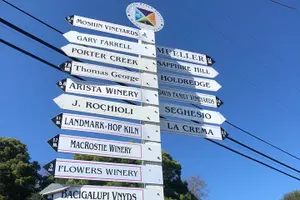 MOSHIN VINEYARDS
GARY FARRELL
PORTER CREEK
Thomas George
ARISTA WINERY
J. ROCHIOLI
LANDMARK-HOP KILN
MACROSTIE WINERY
FLOWERS WINERY
BACIGALUPI VNYDS
MUELLER
SAPPHIRE HILL
HOLDREDGE
DAVIS FAMILY VINEYARDS
SEGHESIO
LA CREMA